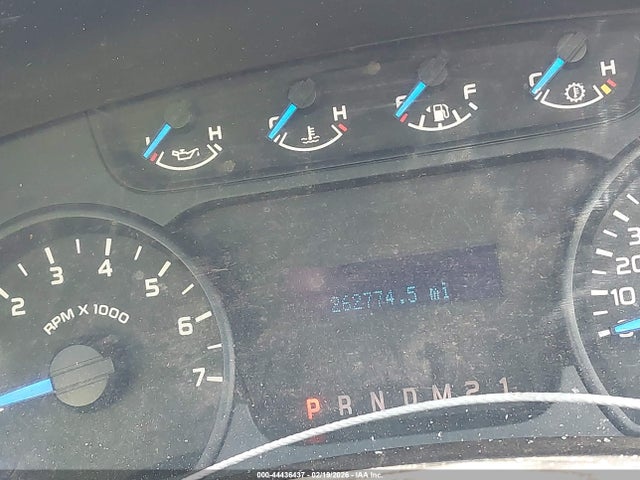 H H F H
C C E C
2 3 4 5 6 7
RPM X 1000
262774.5 mi
3
20
10
0
P R N D M 2 1
000-44436437 - 02/19/2026 - IAA Inc.